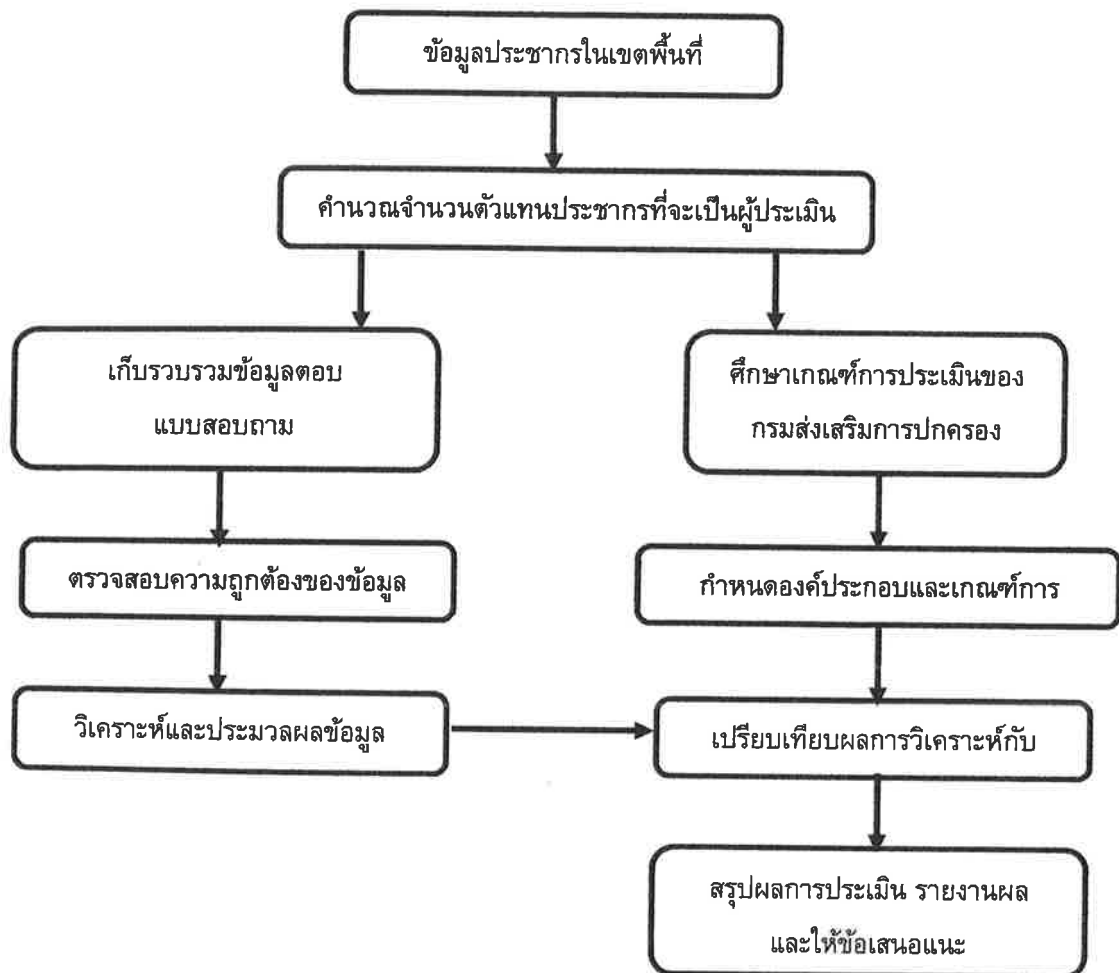 ข้อมูลประชากรในเขตพื้นที่
คำนวณจำนวนตัวแทนประชากรที่จะเป็นผู้ประเมิน
เก็บรวบรวมข้อมูลตอบ
แบบสอบถาม
ศึกษาเกณฑ์การประเมินของ
กรมส่งเสริมการปกครอง
ตรวจสอบความถูกต้องของข้อมูล
กำหนดองค์ประกอบและเกณฑ์การ
วิเคราะห์และประมวลผลข้อมูล
เปรียบเทียบผลการวิเคราะห์กับ
สรุปผลการประเมิน รายงานผล
และให้ข้อเสนอแนะ